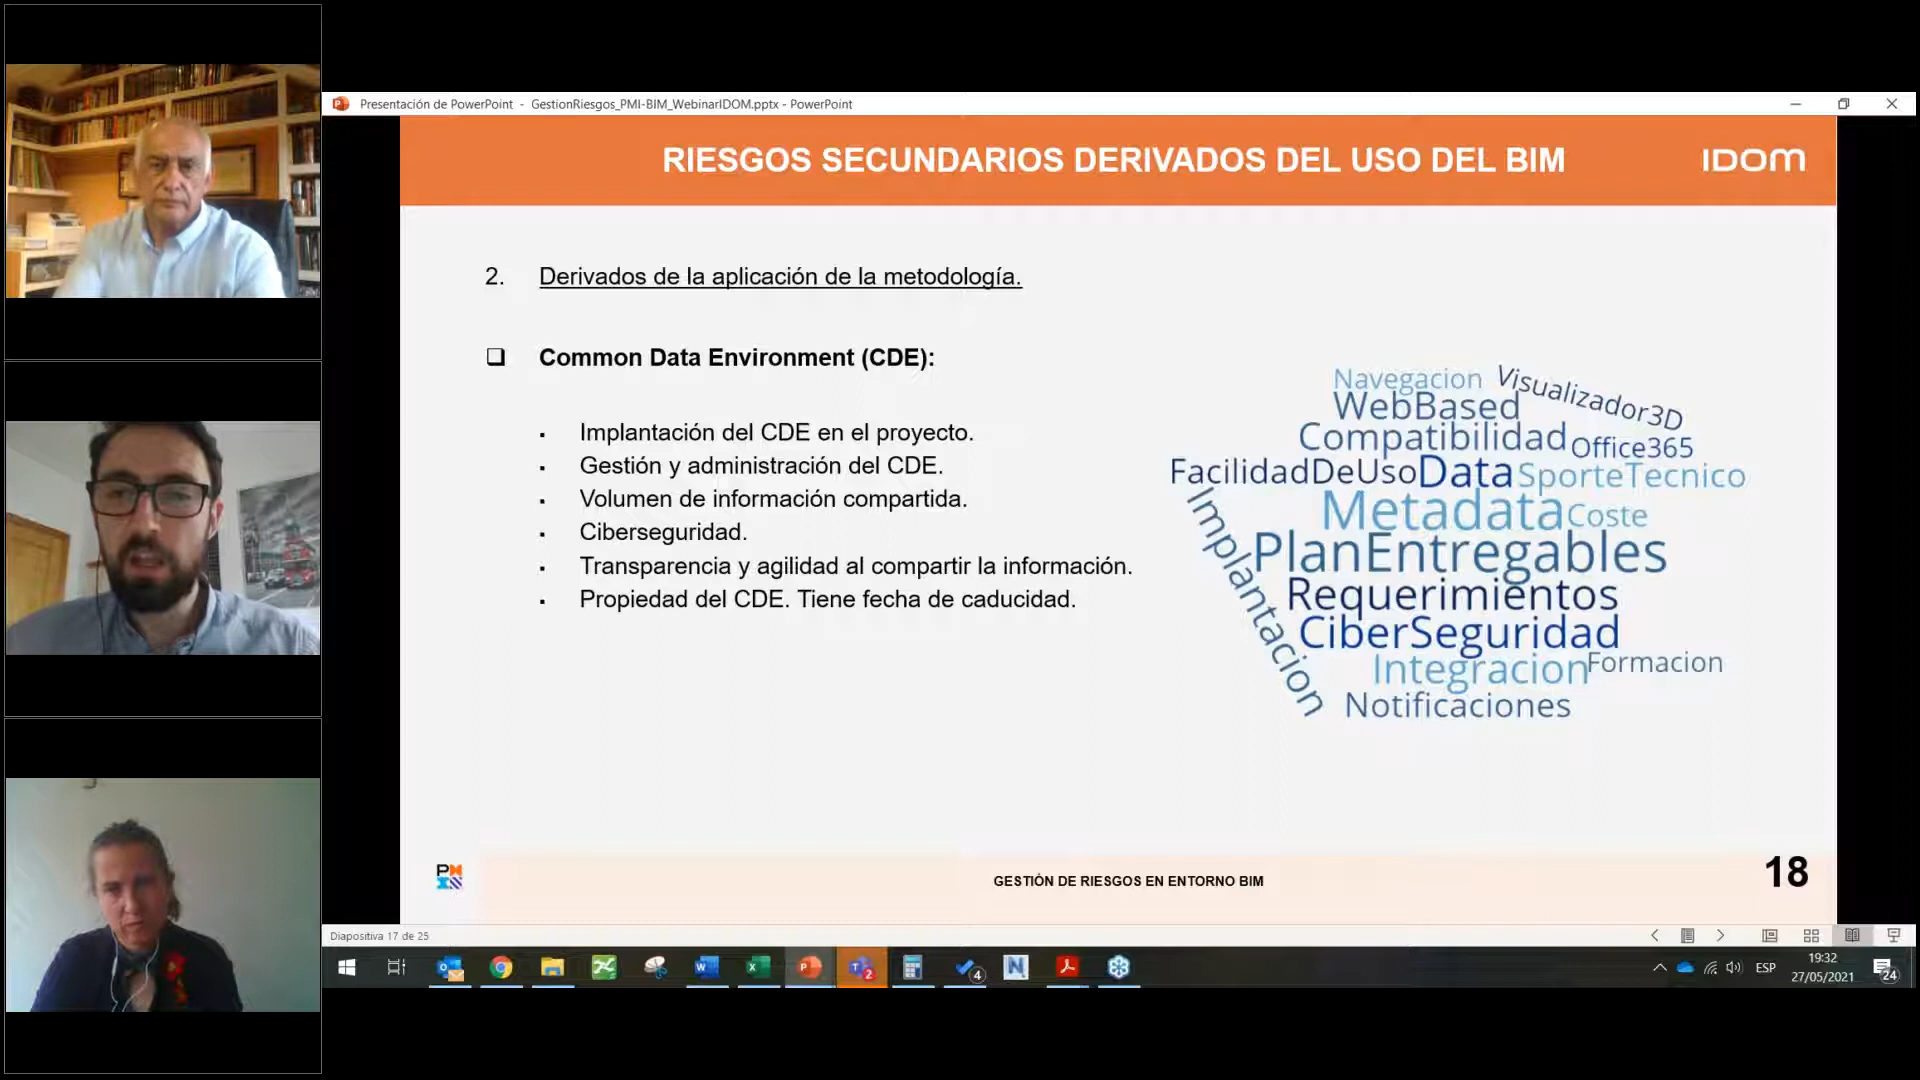 Presentación de PowerPoint - GestionRiesgos_PMI-BIM_WebinarIDOM.pptx - PowerPoint
RIESGOS SECUNDARIOS DERIVADOS DEL USO DEL BIM
IDOM
2. Derivados de la aplicación de la metodología.
Common Data Environment (CDE):
Implantación del CDE en el proyecto.
Gestión y administración del CDE.
Volumen de información compartida.
Ciberseguridad.
Transparencia y agilidad al compartir la información.
Propiedad del CDE. Tiene fecha de caducidad.
Navegacion
Visualizador3D
WebBased
Compatibilidad
Office365
FacilidadDeUso
Data
SporteTecnico
Metadata
Coste
Implantacion
PlanEntregables
Requerimientos
CiberSeguridad
Integracion
Formacion
Notificaciones
GESTIÓN DE RIESGOS EN ENTORNO BIM
18
Diapositiva 17 de 25
ESP
19:32
27/05/2021
24